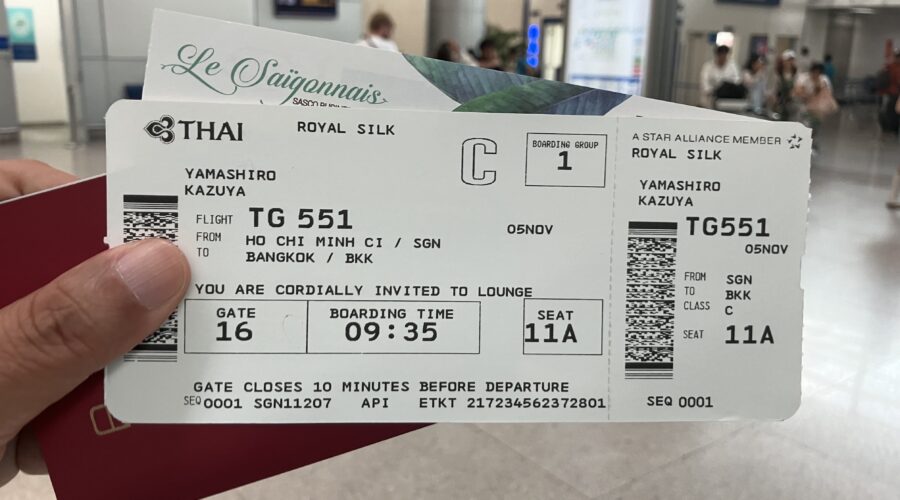 Le Saïgonnais
THAI
ROYAL SILK
C
BOARDING GROUP
1
YAMASHIRO
KAZUYA
FLIGHT TG 551
05NOV
FROM HO CHI MINH CI / SGN
TO BANGKOK / BKK
YOU ARE CORDIALLY INVITED TO LOUNGE
GATE
16
BOARDING TIME
09:35
SEAT
11A
GATE CLOSES 10 MINUTES BEFORE DEPARTURE
SEQ 0001 SGN11207 API ETKT 217234562372801
A STAR ALLIANCE MEMBER
ROYAL SILK
YAMASHIRO
KAZUYA
TG551
05NOV
FROM SGN
TO BKK
CLASS C
SEAT 11A
SEQ 0001